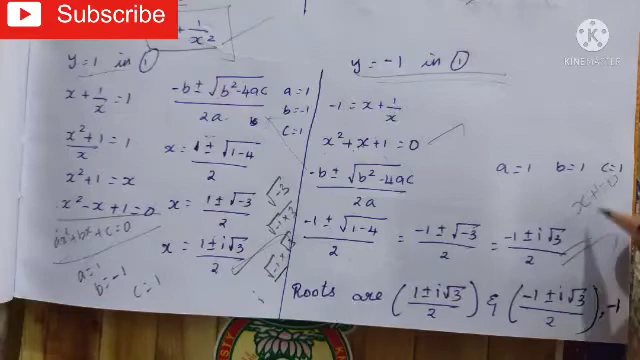 Subscribe
+ 1/x²
KINEMASTER
y = 1 in ①
x + 1/x = 1
(x² + 1)/x = 1
x² + 1 = x
x² - x + 1 = 0
ax² + bx + c = 0
a = 1
b = -1
c = 1
(-b ± √(b² - 4ac))/2a
a = 1
b = -1
c = 1
x = (1 ± √(1-4))/2
x = (1 ± √-3)/2
x = (1 ± i√3)/2
√-3
√-1 × 3
y = -1 in ①
-1 = x + 1/x
x² + x + 1 = 0
a = 1 b = 1 c = 1
(-b ± √(b² - 4ac))/2a
(-1 ± √(1-4))/2 = (-1 ± √-3)/2 = (-1 ± i√3)/2
Roots are ((1 ± i√3)/2) & ((-1 ± i√3)/2), -1